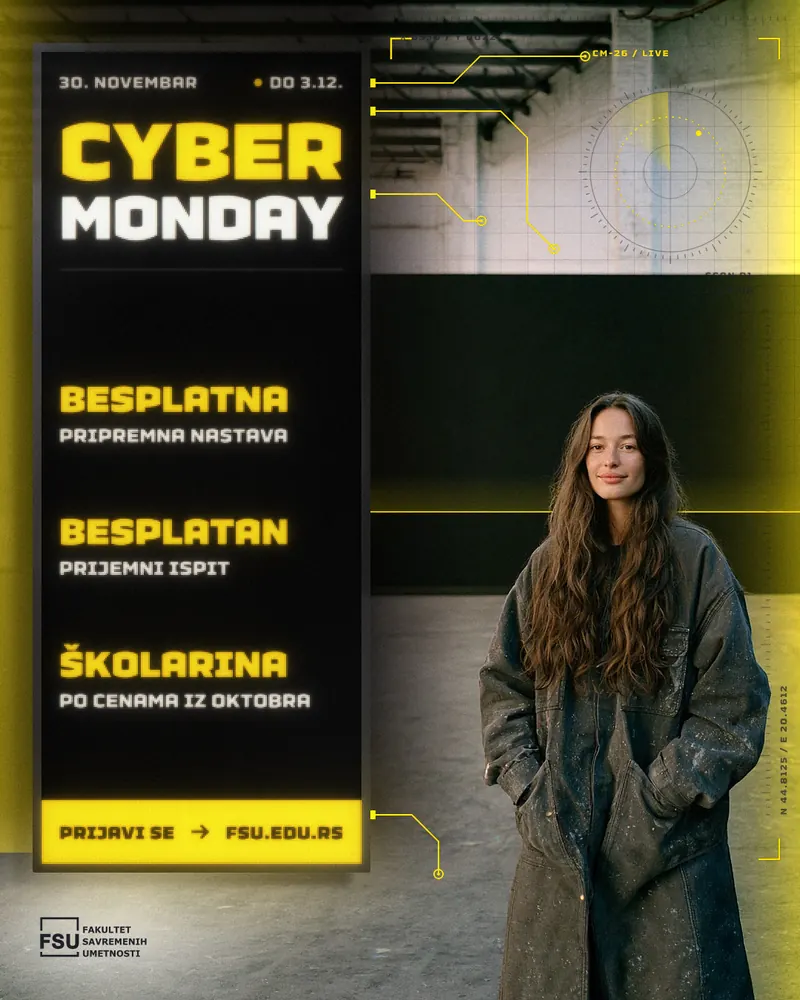 30. NOVEMBAR • DO 3.12.
CYBER
MONDAY
BESPLATNA
PRIPREMNA NASTAVA
BESPLATAN
PRIJEMNI ISPIT
ŠKOLARINA
PO CENAMA IZ OKTOBRA
PRIJAVI SE → FSU.EDU.RS
CM-26 / LIVE
N 44.8125 / E 20.4612
FSU
FAKULTET
SAVREMENIH
UMETNOSTI